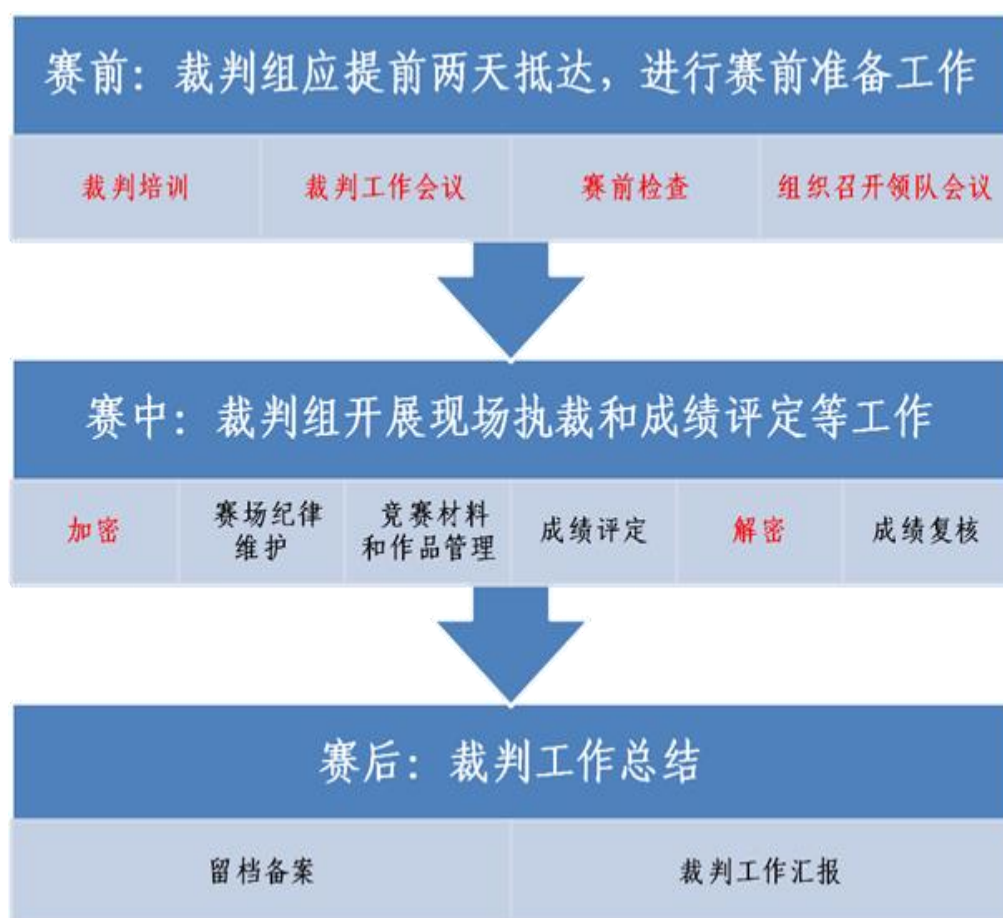 赛前：裁判组应提前两天抵达，进行赛前准备工作
裁判培训
裁判工作会议
赛前检查
组织召开领队会议
赛中：裁判组开展现场执裁和成绩评定等工作
加密
赛场纪律
维护
竞赛材料
和作品管理
成绩评定
解密
成绩复核
赛后：裁判工作总结
留档备案
裁判工作汇报